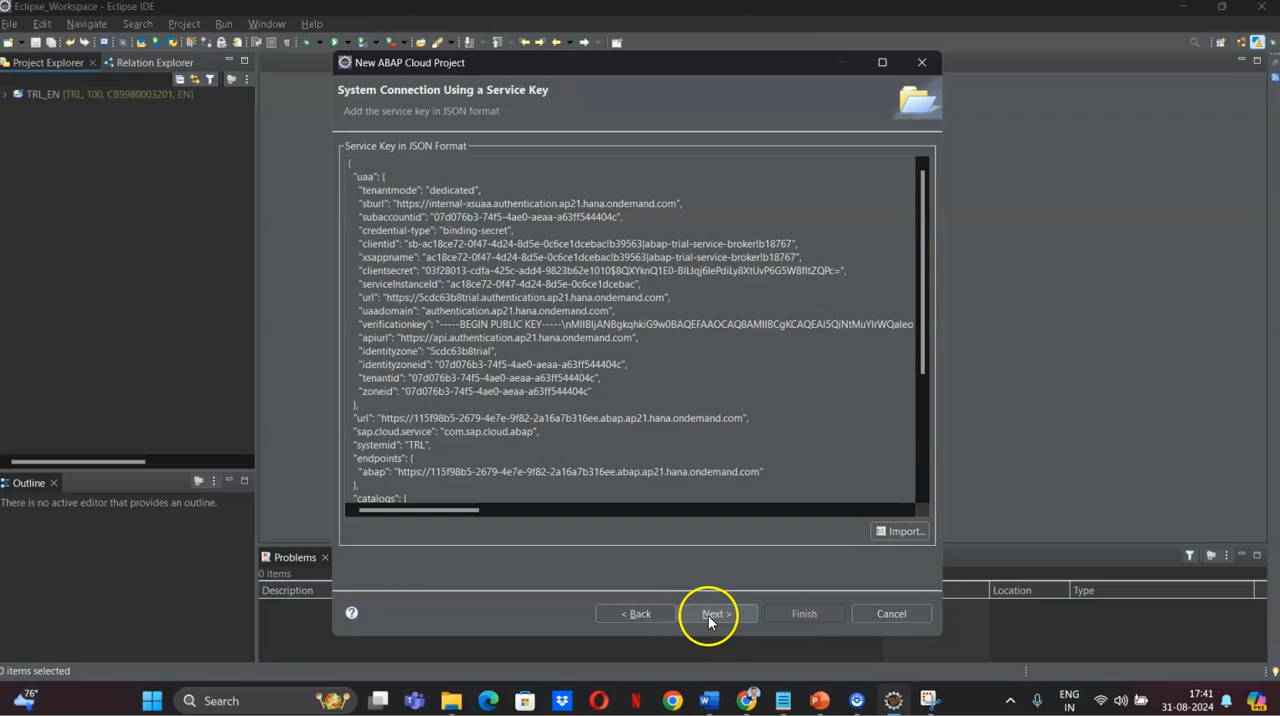 Eclipse_Workspace - Eclipse IDE
File Edit Navigate Search Project Run Window Help
Project Explorer Relation Explorer
TRL_EN [TRL, 100, CB9980003201, EN]
New ABAP Cloud Project
System Connection Using a Service Key
Add the service key in JSON format
Service Key in JSON Format
{
"uaa": {
"tenantmode": "dedicated",
"sburl": "https://internal-xsuaa.authentication.ap21.hana.ondemand.com",
"subaccountid": "07d076b3-74f5-4ae0-aeaa-a63ff544404c",
"credential-type": "binding-secret",
"clientid": "sb-ac18ce72-0f47-4d24-8d5e-0c6ce1dcebac!b39563|abap-trial-service-broker!b18767",
"xsappname": "ac18ce72-0f47-4d24-8d5e-0c6ce1dcebac!b39563|abap-trial-service-broker!b18767",
"clientsecret":
"serviceInstanceId": "ac18ce72-0f47-4d24-8d5e-0c6ce1dcebac",
"url": "https://5cdc63b8trial.authentication.ap21.hana.ondemand.com",
"uaadomain": "authentication.ap21.hana.ondemand.com",
"verificationkey": "-----BEGIN PUBLIC
"apiurl": "https://api.authentication.ap21.hana.ondemand.com",
"identityzone": "5cdc63b8trial",
"identityzoneid": "07d076b3-74f5-4ae0-aeaa-a63ff544404c",
"tenantid": "07d076b3-74f5-4ae0-aeaa-a63ff544404c",
"zoneid": "07d076b3-74f5-4ae0-aeaa-a63ff544404c"
},
"url": "https://115f98b5-2679-4e7e-9f82-2a16a7b316ee.abap.ap21.hana.ondemand.com",
"sap.cloud.service": "com.sap.cloud.abap",
"systemid": "TRL",
"endpoints": {
"abap": "https://115f98b5-2679-4e7e-9f82-2a16a7b316ee.abap.ap21.hana.ondemand.com"
},
"catalogs": {
Import...
Outline
There is no active editor that provides an outline.
Problems
0 items
Description Location Type
< Back Next > Finish Cancel
0 items selected
76°
Search
ENG
IN
17:41
31-08-2024